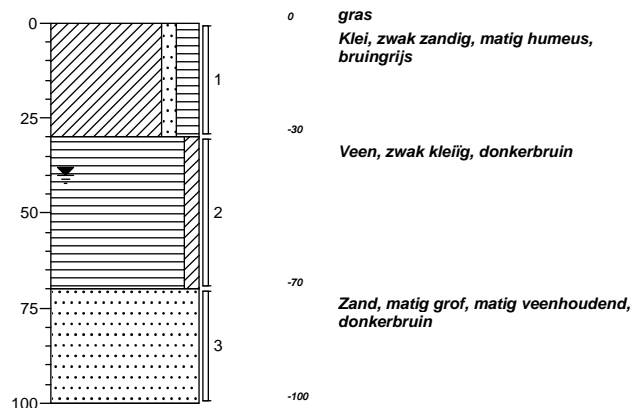 0
gras
0
Klei, zwak zandig, matig humeus,
bruingrijs
1
25
-30
Veen, zwak kleiïg, donkerbruin
50
2
-70
Zand, matig grof, matig veenhoudend,
donkerbruin
75
3
-100
100